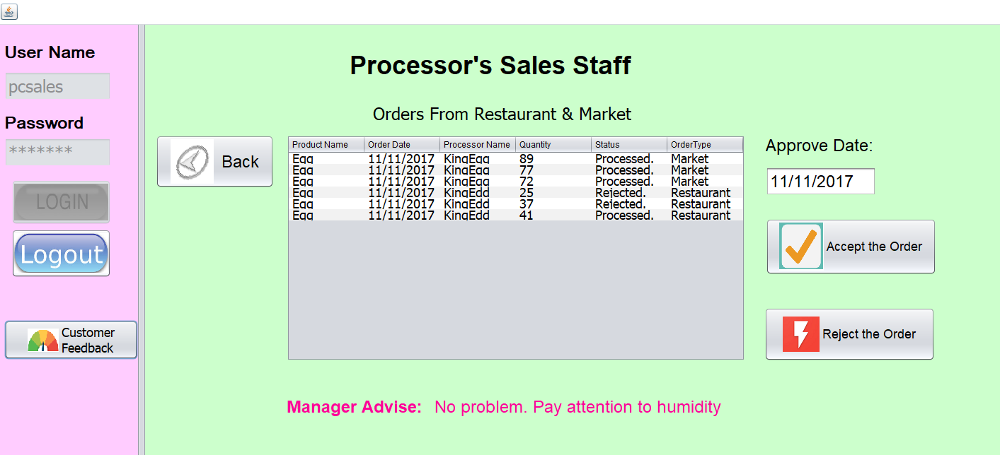 User Name
pcsales
Password
*******
LOGIN
Logout
Customer
Feedback
Processor's Sales Staff
Orders From Restaurant & Market
Back
Product Name Order Date Processor Name Quantity Status OrderType
Egg 11/11/2017 KingEgg 89 Processed. Market
Egg 11/11/2017 KingEgg 77 Processed. Market
Egg 11/11/2017 KingEgg 72 Processed. Market
Egg 11/11/2017 KingEdd 25 Rejected. Restaurant
Egg 11/11/2017 KingEdd 37 Rejected. Restaurant
Egg 11/11/2017 KingEdd 41 Processed. Restaurant
Approve Date:
11/11/2017
Accept the Order
Reject the Order
Manager Advise: No problem. Pay attention to humidity